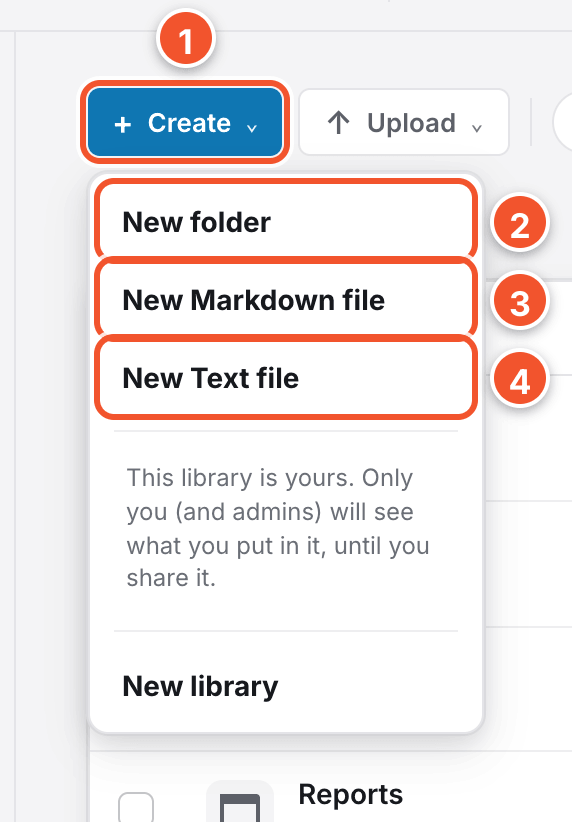 1
+ Create
Upload
New folder
2
New Markdown file
3
New Text file
4
This library is yours. Only
you (and admins) will see
what you put in it, until you
share it.
New library
Reports